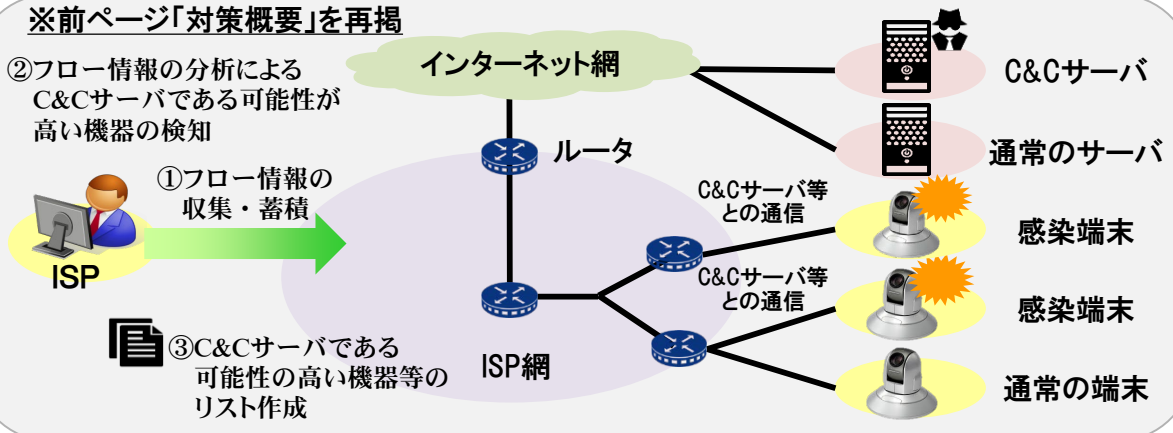 ※前ページ「対策概要」を再掲
②フロー情報の分析による
C&Cサーバである可能性が
高い機器の検知
①フロー情報の
収集・蓄積
ISP
③C&Cサーバである
可能性の高い機器等の
リスト作成
インターネット網
ルータ
ISP網
C&Cサーバ等
との通信
C&Cサーバ等
との通信
C&Cサーバ
通常のサーバ
感染端末
感染端末
通常の端末